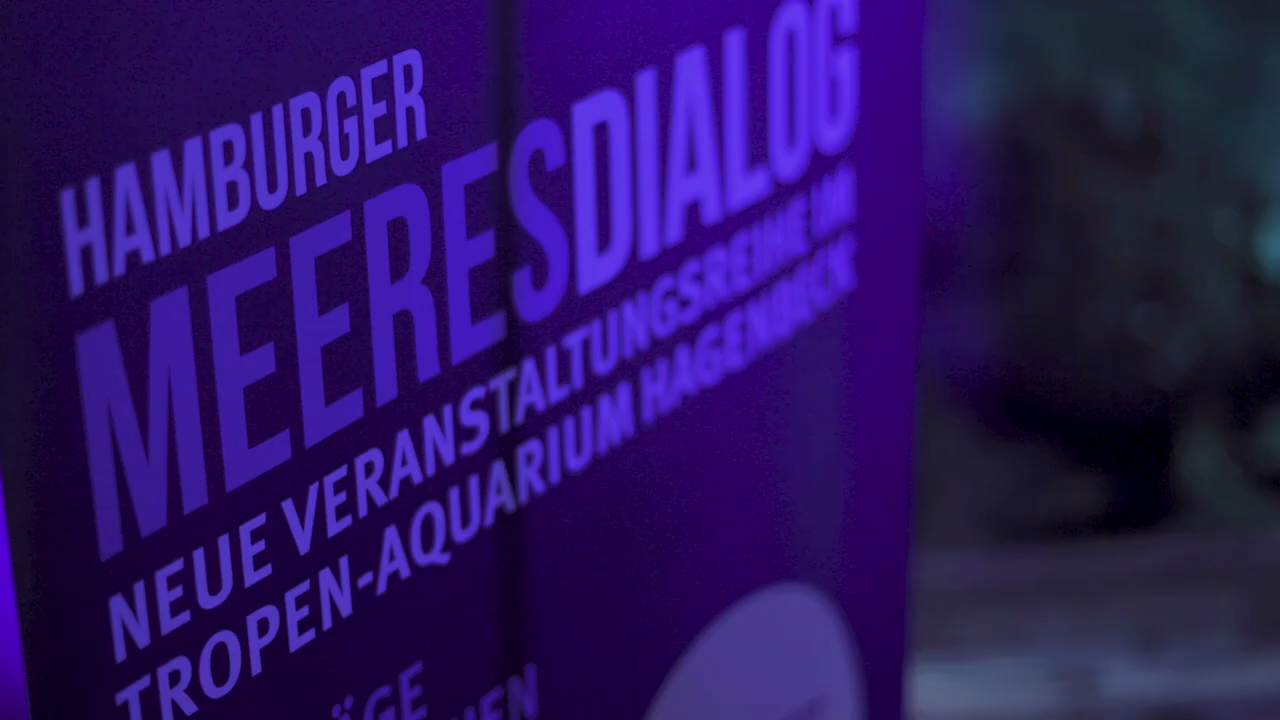 HAMBURGER
MEERESDIALOG
NEUE VERANSTALTUNGSREIHE IM
TROPEN-AQUARIUM HAGENBECK